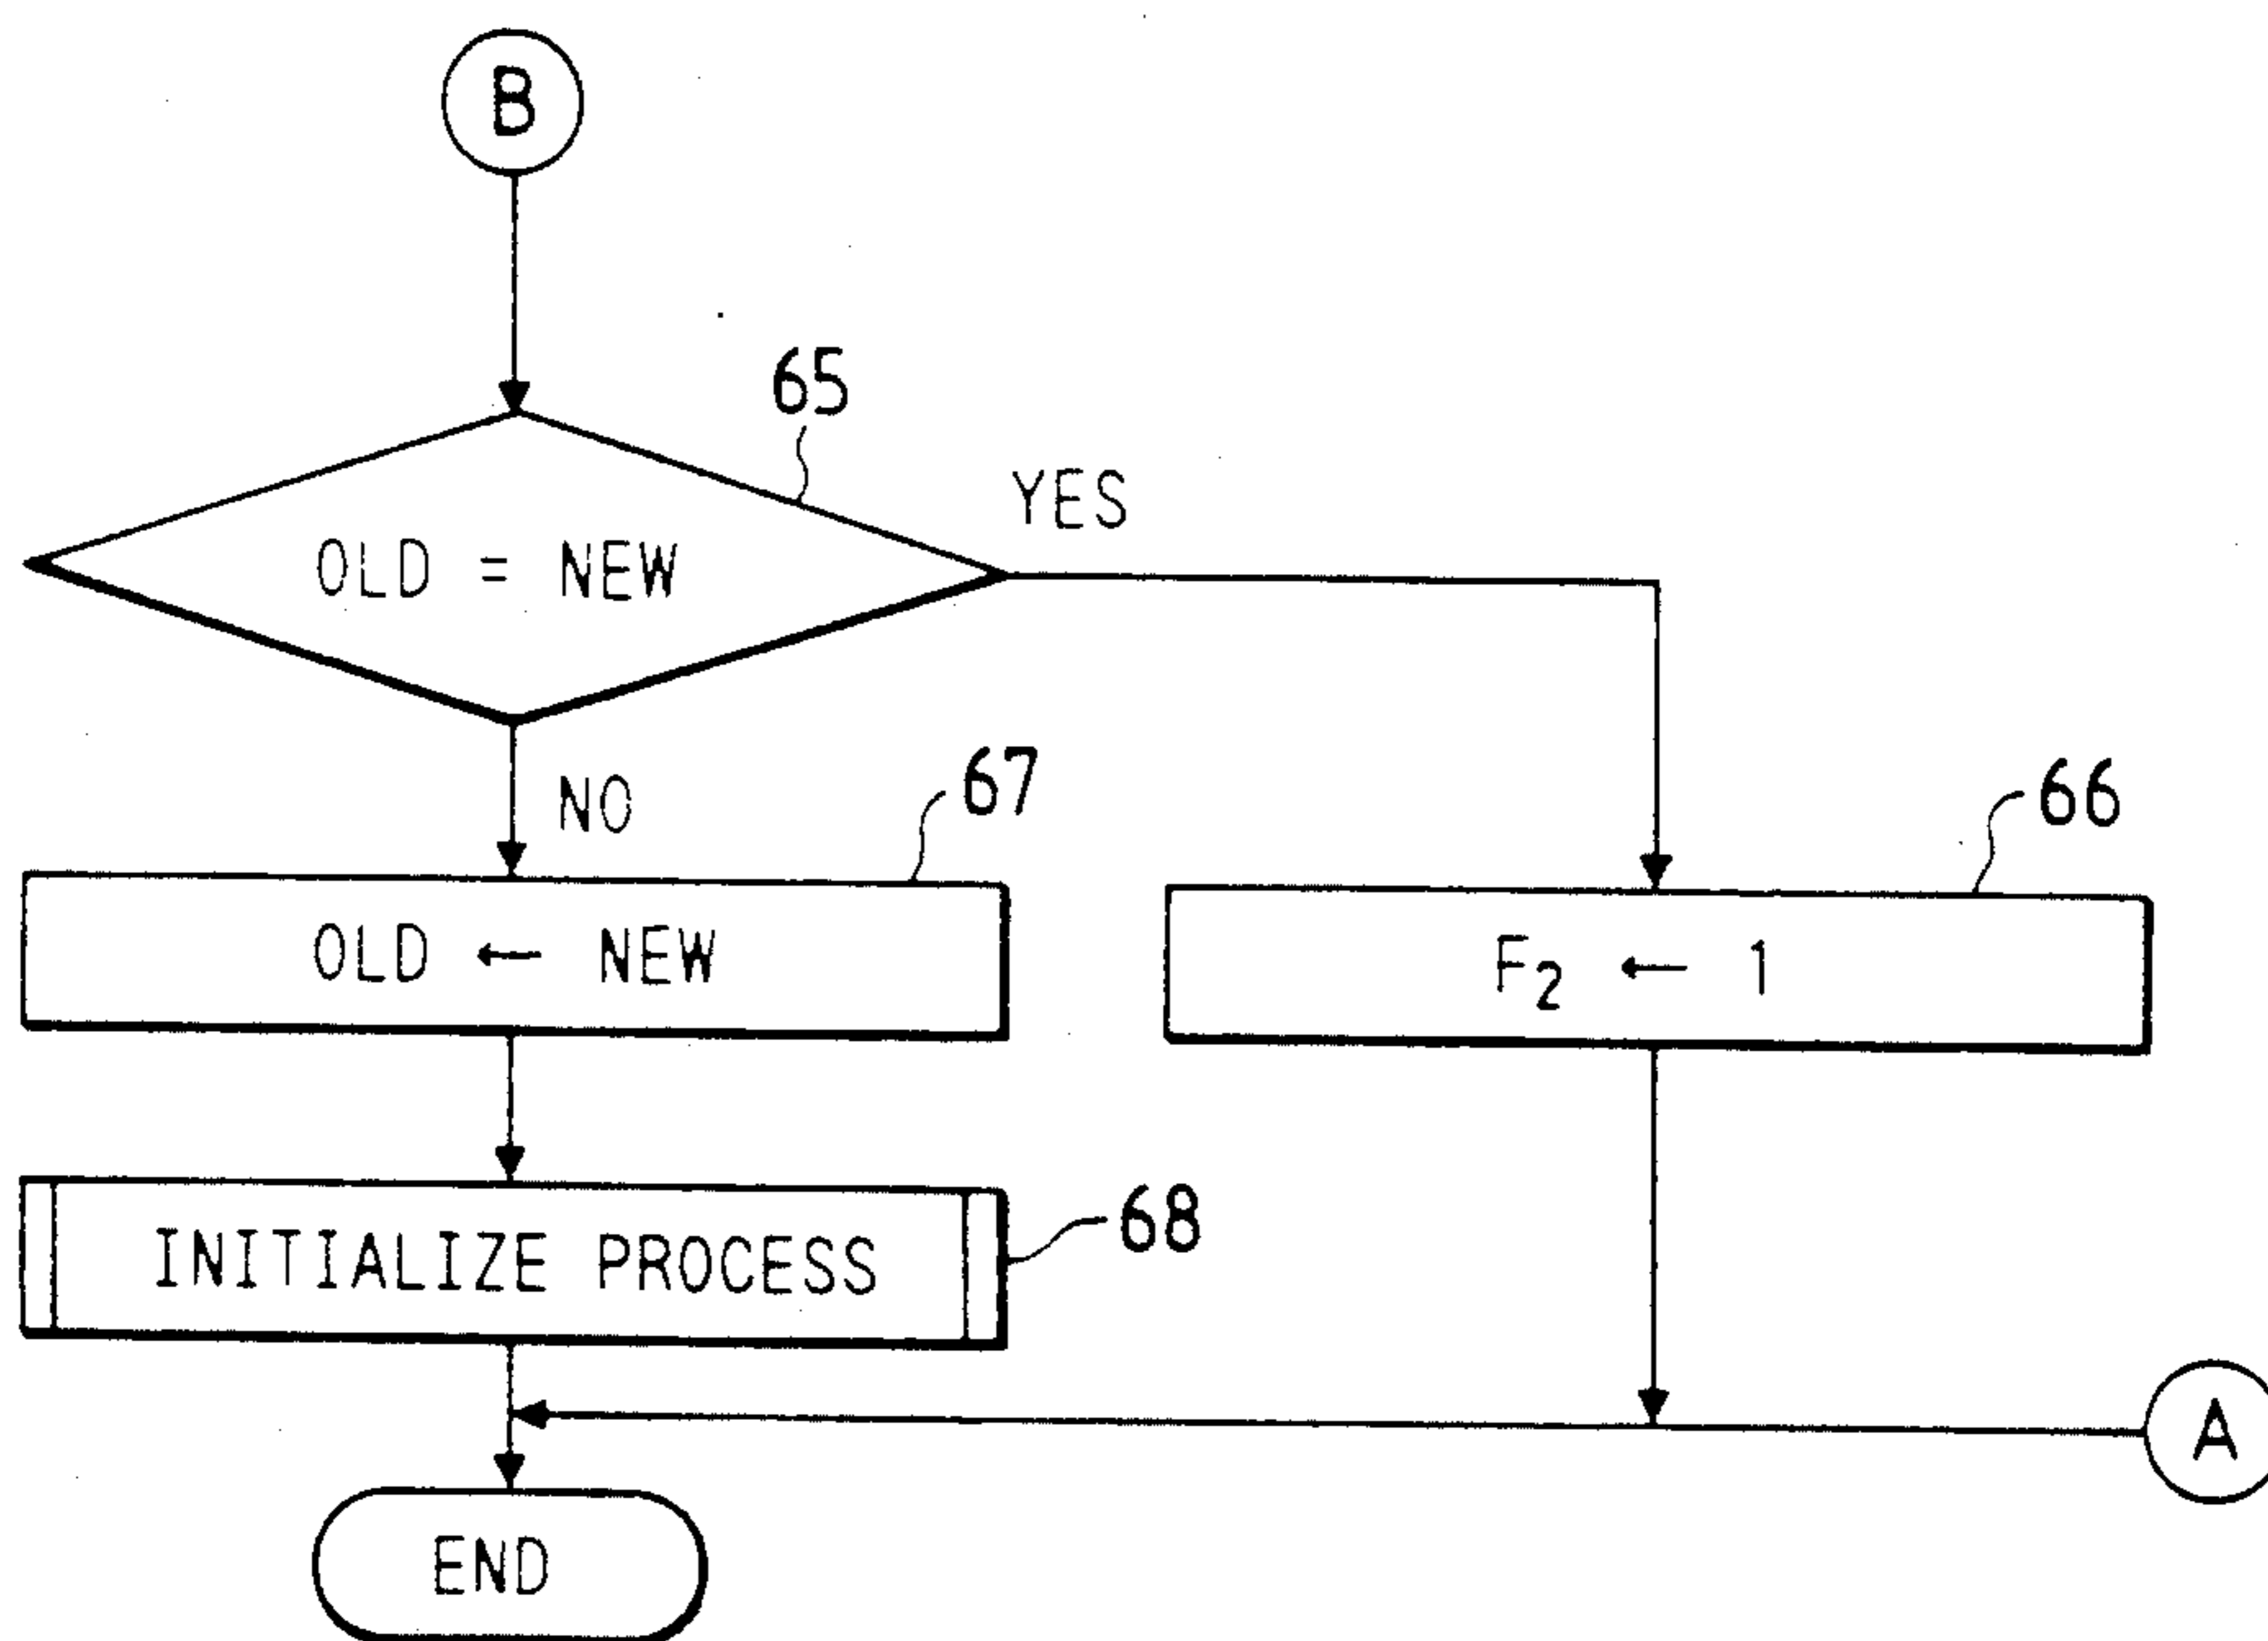 B
65
YES
OLD = NEW
NO
67
66
OLD ← NEW
F₂ ← 1
INITIALIZE PROCESS
68
A
END